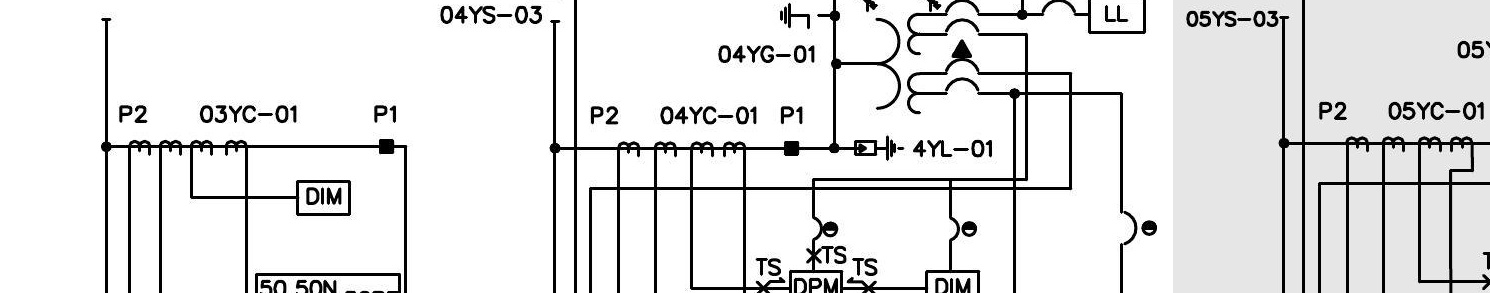 04YS-03
LL
05YS-03
04YG-01
05Y
P2
03YC-01
P1
P2
04YC-01
P1
P2
05YC-01
4YL-01
DIM
TS
TS
TS
50 50N
DPM
DIM